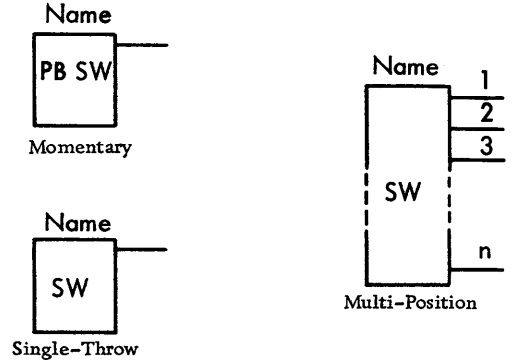 Name
PB SW
Momentary
Name
SW
Single-Throw
Name
1
2
3
SW
n
Multi-Position